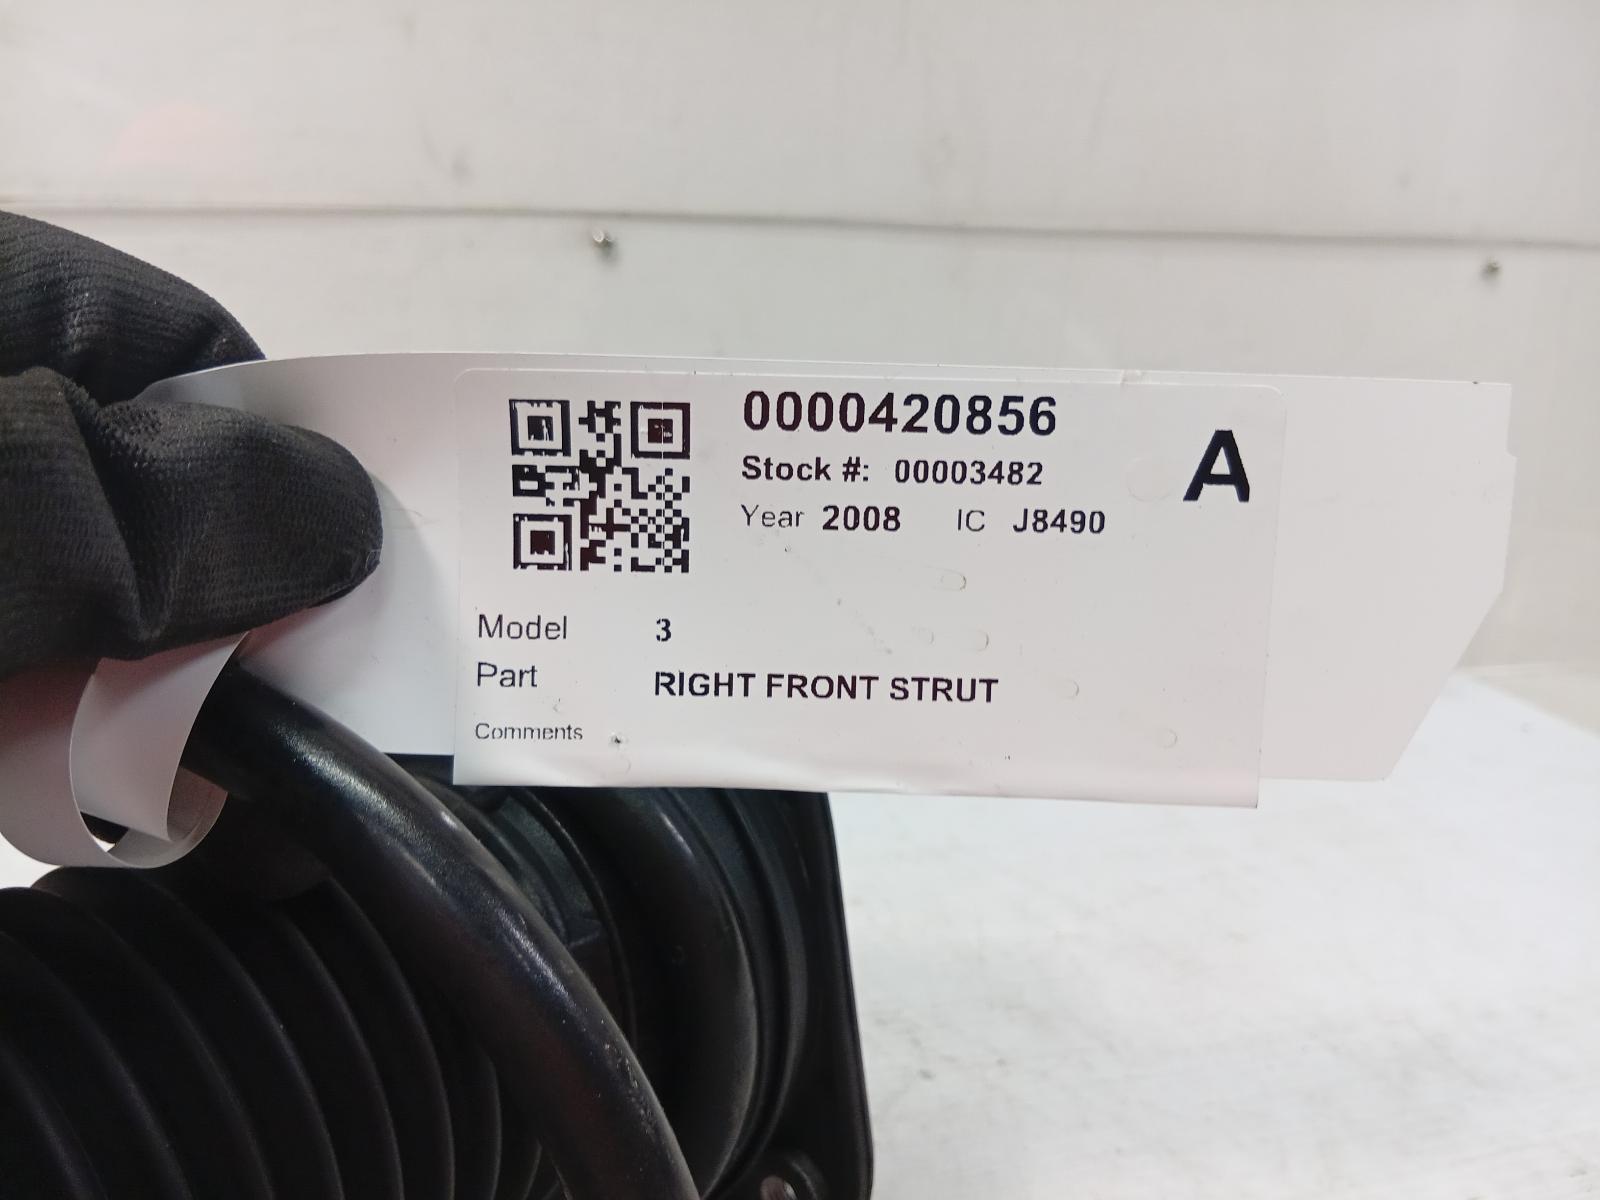 0000420856
A
Stock #: 00003482
Year 2008 IC J8490
Model 3
Part RIGHT FRONT STRUT
Comments